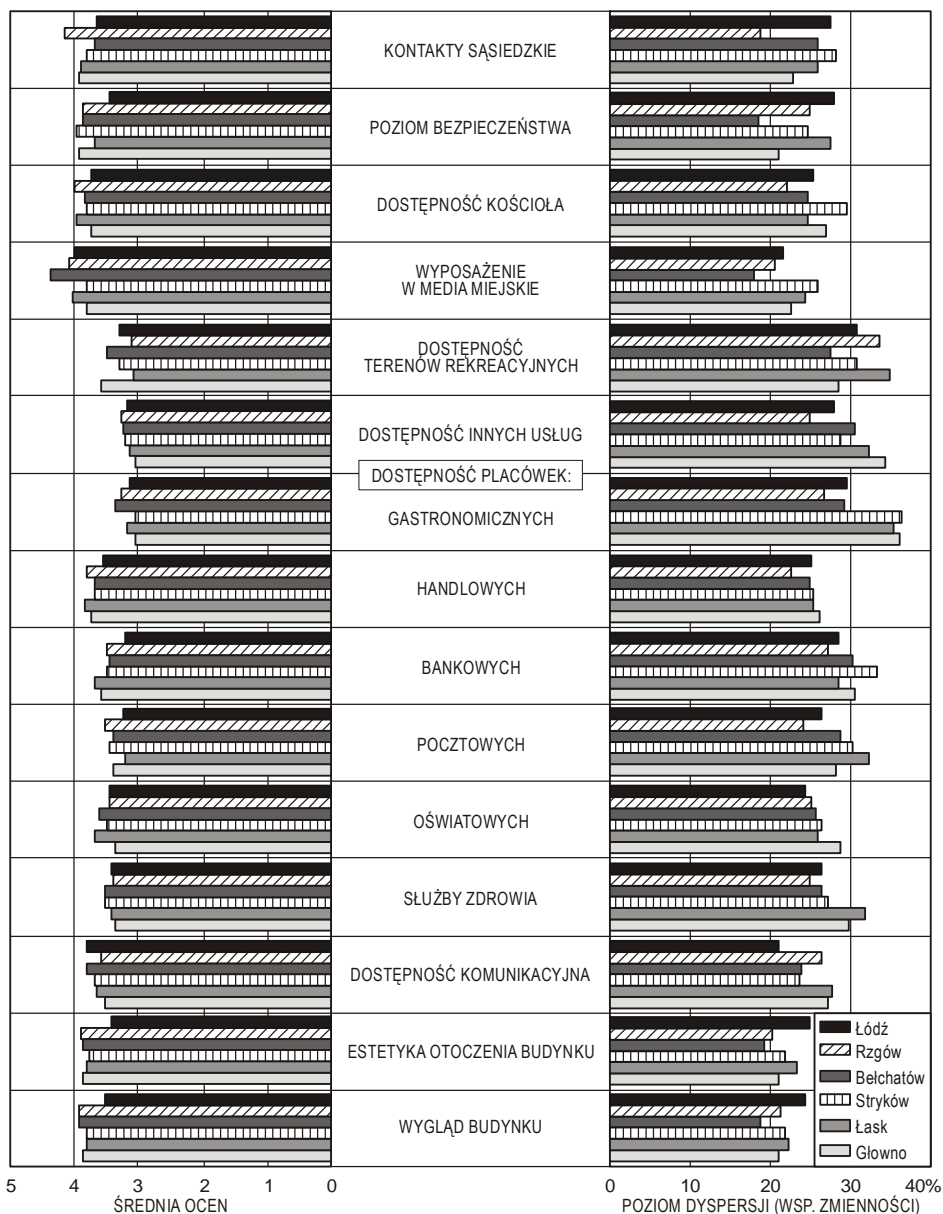 KONTAKTY SĄSIEDZKIE
POZIOM BEZPIECZEŃSTWA
DOSTĘPNOŚĆ KOŚCIOŁA
WYPOSAŻENIE
W MEDIA MIEJSKIE
DOSTĘPNOŚĆ
TERENÓW REKREACYJNYCH
DOSTĘPNOŚĆ INNYCH USŁUG
DOSTĘPNOŚĆ PLACÓWEK:
GASTRONOMICZNYCH
HANDLOWYCH
BANKOWYCH
POCZTOWYCH
OŚWIATOWYCH
SŁUŻBY ZDROWIA
DOSTĘPNOŚĆ KOMUNIKACYJNA
ESTETYKA OTOCZENIA BUDYNKU
WYGLĄD BUDYNKU
Łódź
Rzgów
Bełchatów
Stryków
Łask
Głowno
5 4 3 2 1 0
ŚREDNIA OCEN
0 10 20 30 40%
POZIOM DYSPERSJI (WSP. ZMIENNOŚCI)